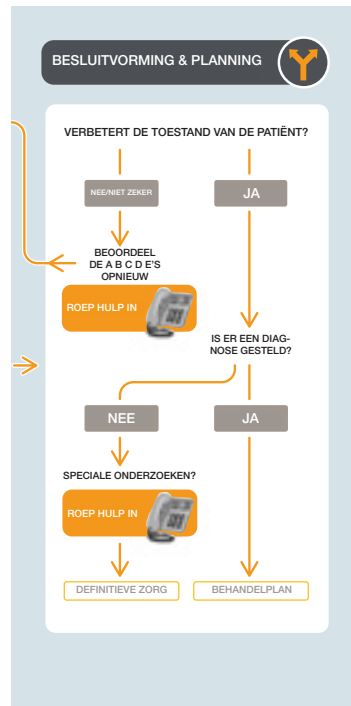 BESLUITVORMING & PLANNING
VERBETERT DE TOESTAND VAN DE PATIËNT?
NEE/NIET ZEKER
JA
BEOORDEEL
DE A B C D E'S
OPNIEUW
ROEP HULP IN
IS ER EEN DIAG-
NOSE GESTELD?
NEE
JA
SPECIALE ONDERZOEKEN?
ROEP HULP IN
DEFINITIEVE ZORG
BEHANDELPLAN